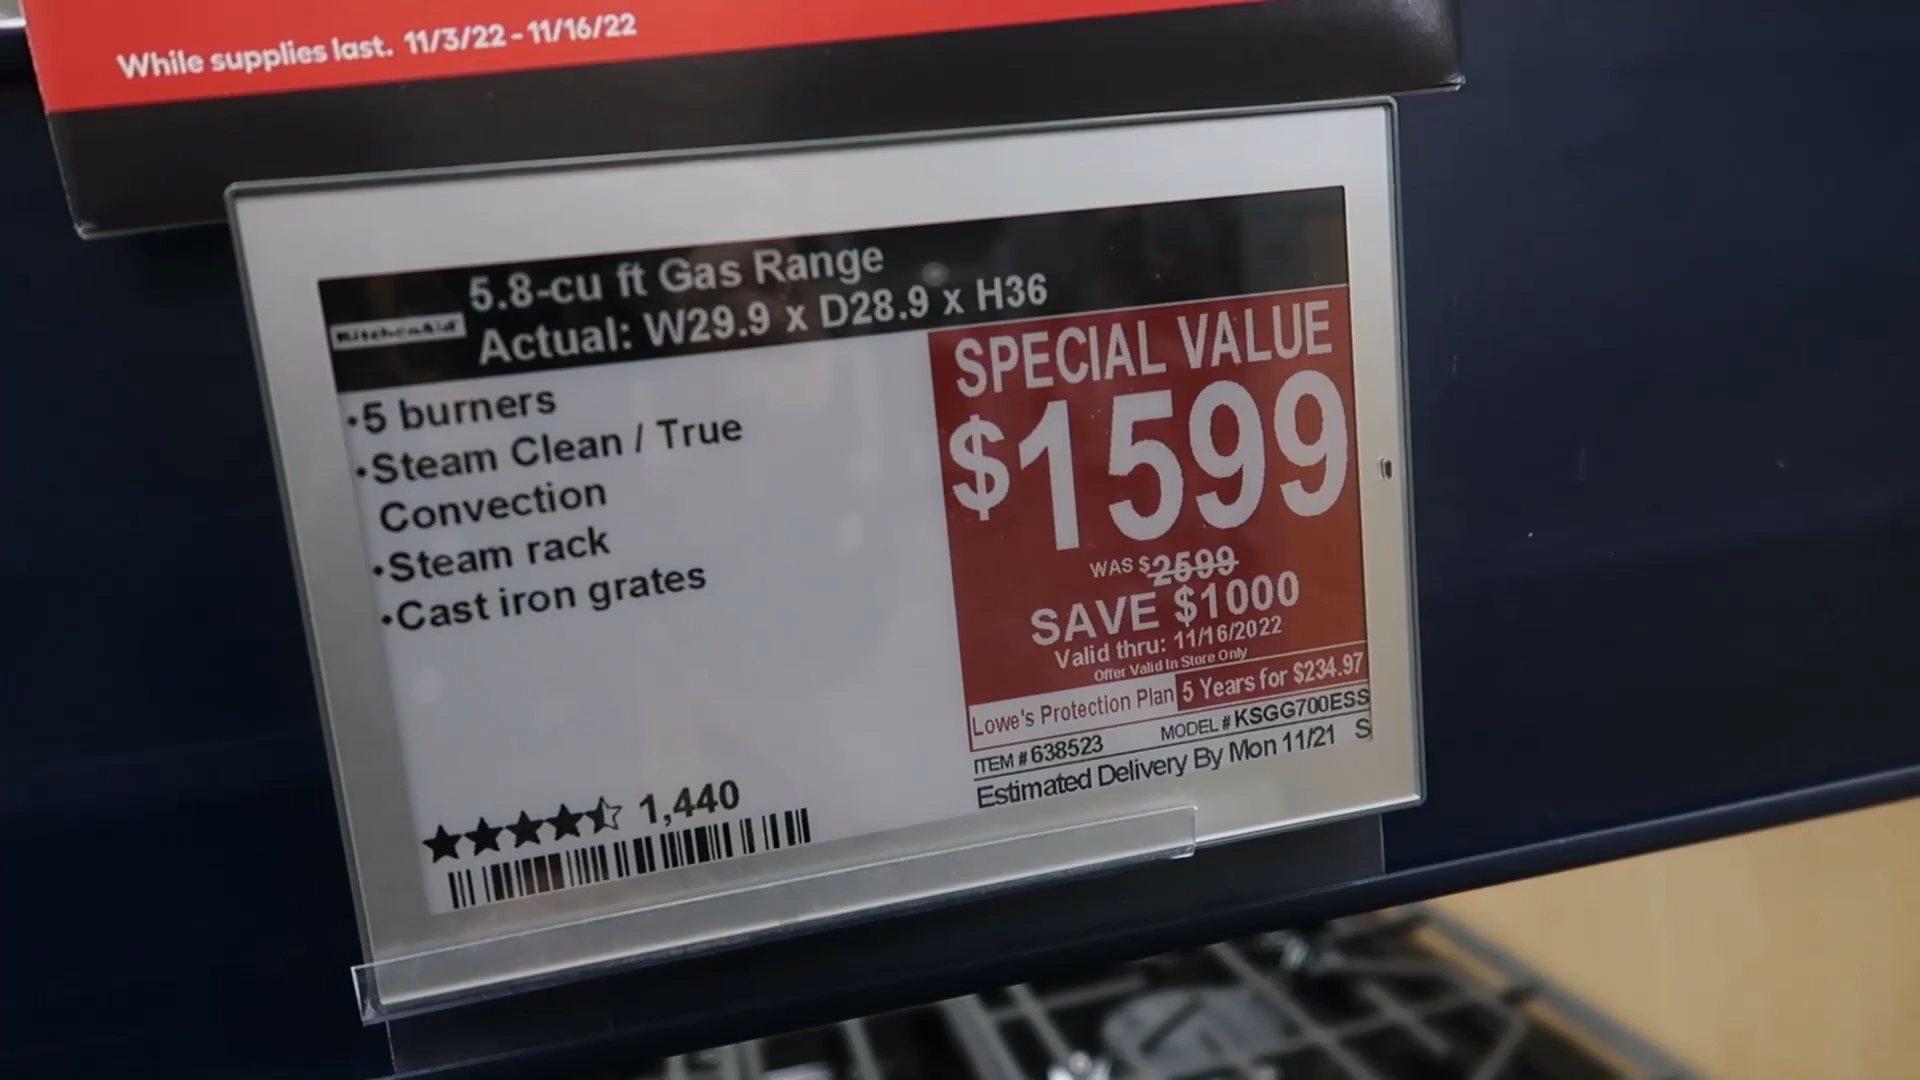 While supplies last. 11/3/22 - 11/16/22
KitchenAid
5.8-cu ft Gas Range
Actual: W29.9 x D28.9 x H36
•5 burners
•Steam Clean / True
Convection
•Steam rack
•Cast iron grates
1,440
SPECIAL VALUE
$1599
WAS $2599
SAVE $1000
Valid thru: 11/16/2022
Offer Valid In Store Only
Lowe's Protection Plan 5 Years for $234.97
ITEM # 638523 MODEL # KSGG700ESS
Estimated Delivery By Mon 11/21 S